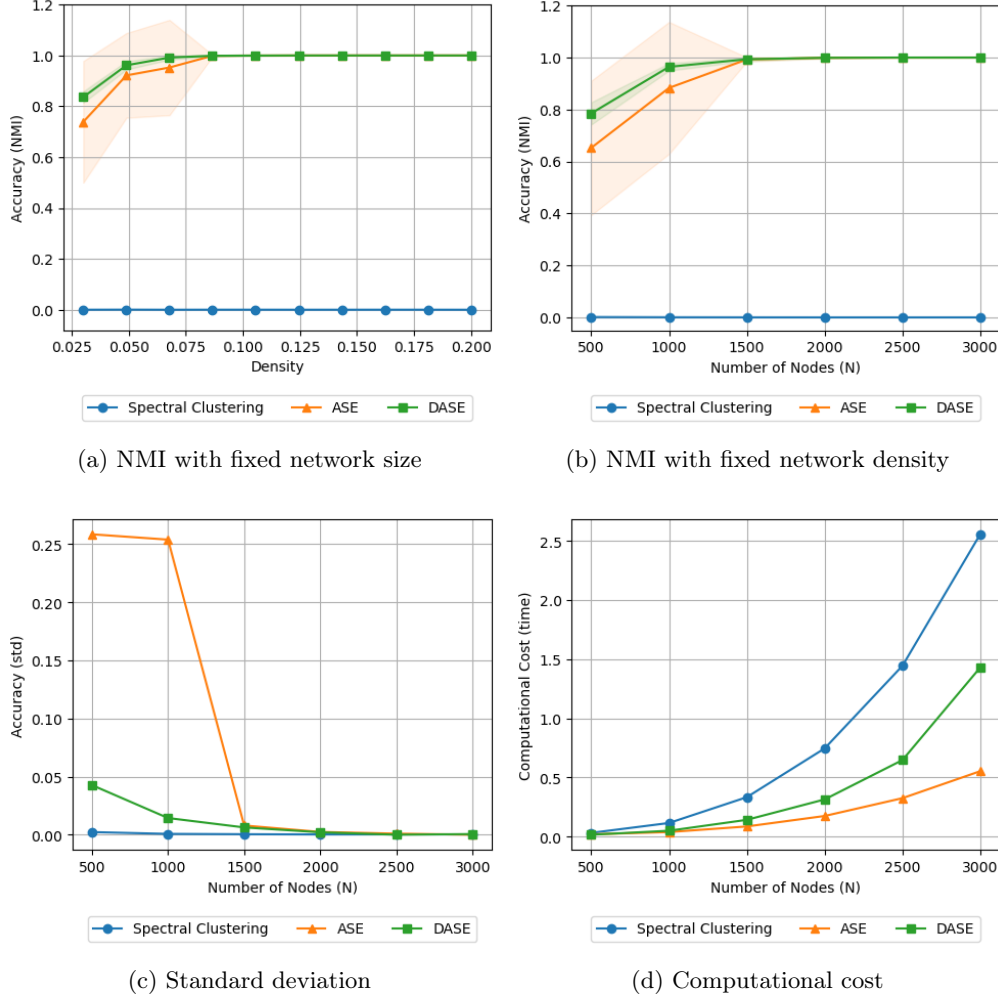 1.2
1.0
0.8
0.6
0.4
0.2
0.0
Accuracy (NMI)
0.025 0.050 0.075 0.100 0.125 0.150 0.175 0.200
Density
Spectral Clustering ASE DASE
(a) NMI with fixed network size
1.2
1.0
0.8
0.6
0.4
0.2
0.0
Accuracy (NMI)
500 1000 1500 2000 2500 3000
Number of Nodes (N)
Spectral Clustering ASE DASE
(b) NMI with fixed network density
0.25
0.20
0.15
0.10
0.05
0.00
Accuracy (std)
500 1000 1500 2000 2500 3000
Number of Nodes (N)
Spectral Clustering ASE DASE
(c) Standard deviation
2.5
2.0
1.5
1.0
0.5
0.0
Computational Cost (time)
500 1000 1500 2000 2500 3000
Number of Nodes (N)
Spectral Clustering ASE DASE
(d) Computational cost